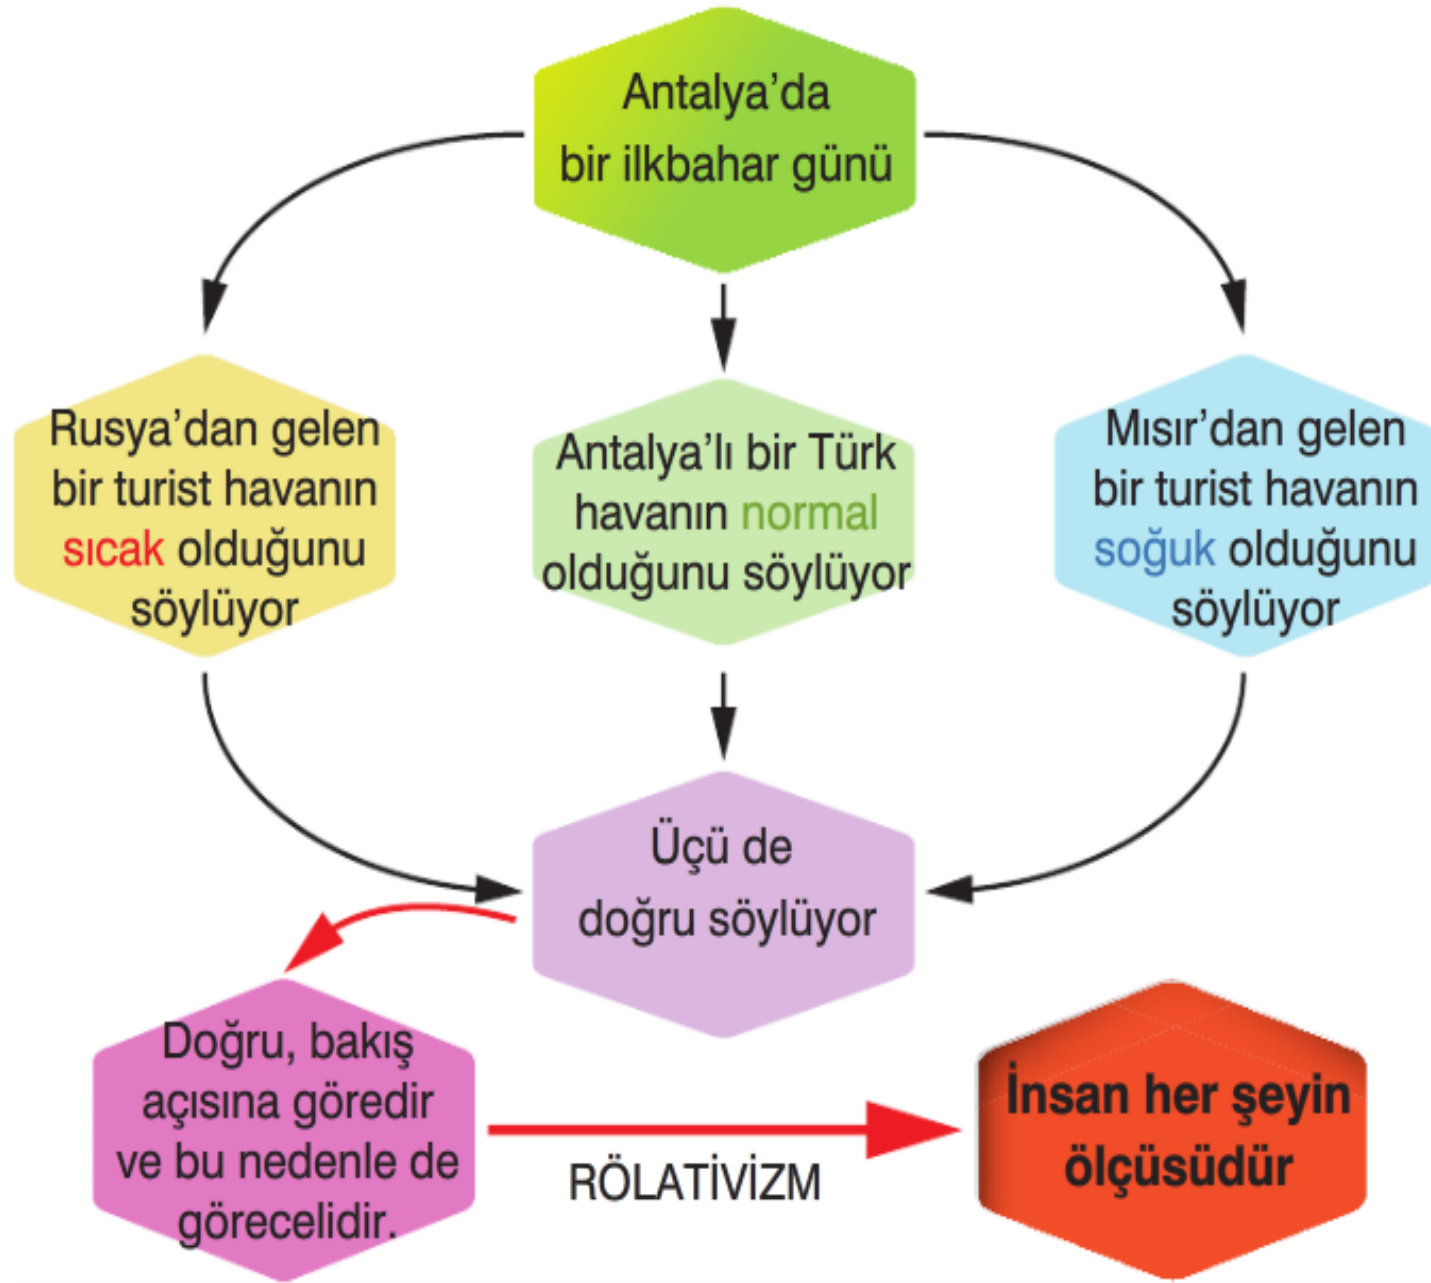 Antalya’da
bir ilkbahar günü
Rusya’dan gelen
bir turist havanın
sıcak olduğunu
söylüyor
Antalya’lı bir Türk
havanın normal
olduğunu söylüyor
Mısır’dan gelen
bir turist havanın
soğuk olduğunu
söylüyor
Üçü de
doğru söylüyor
Doğru, bakış
açısına göredir
ve bu nedenle de
görecelidir.
RÖLATİVİZM
İnsan her şeyin
ölçüsüdür